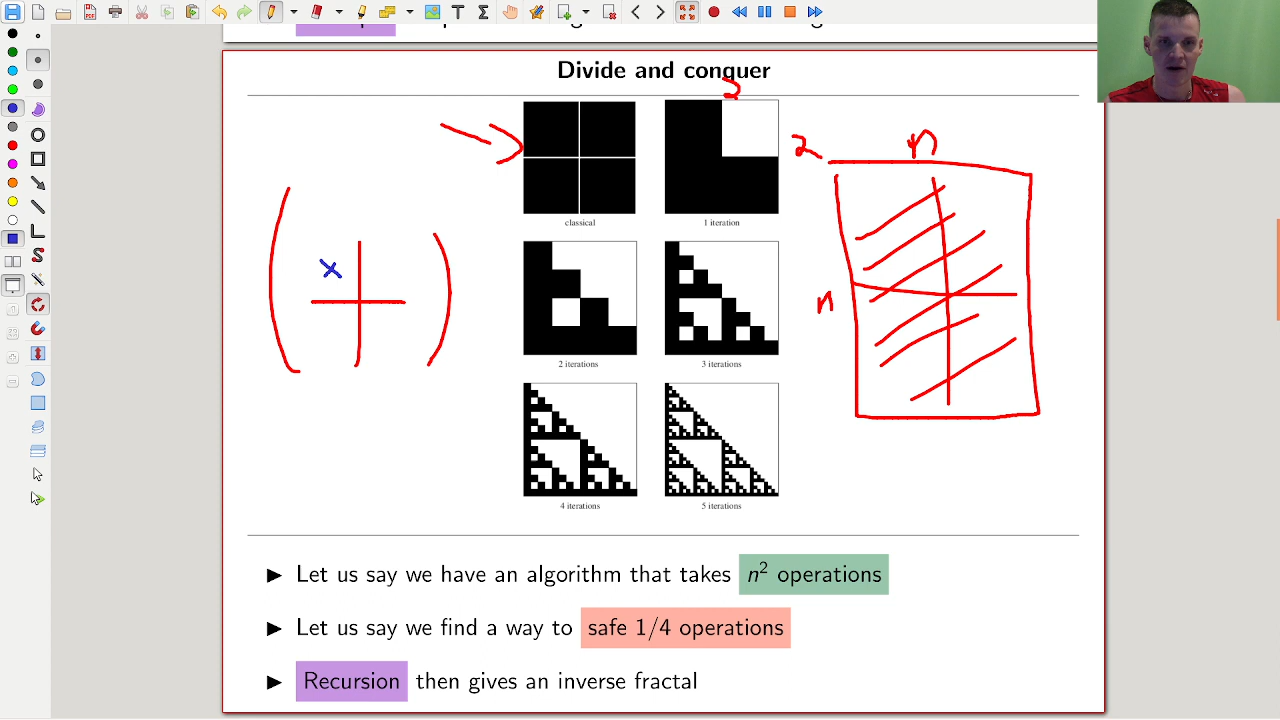 Divide and conquer
2
2
n
n
x
classical
1 iteration
2 iterations
3 iterations
4 iterations
5 iterations
► Let us say we have an algorithm that takes n² operations
► Let us say we find a way to safe 1/4 operations
► Recursion then gives an inverse fractal